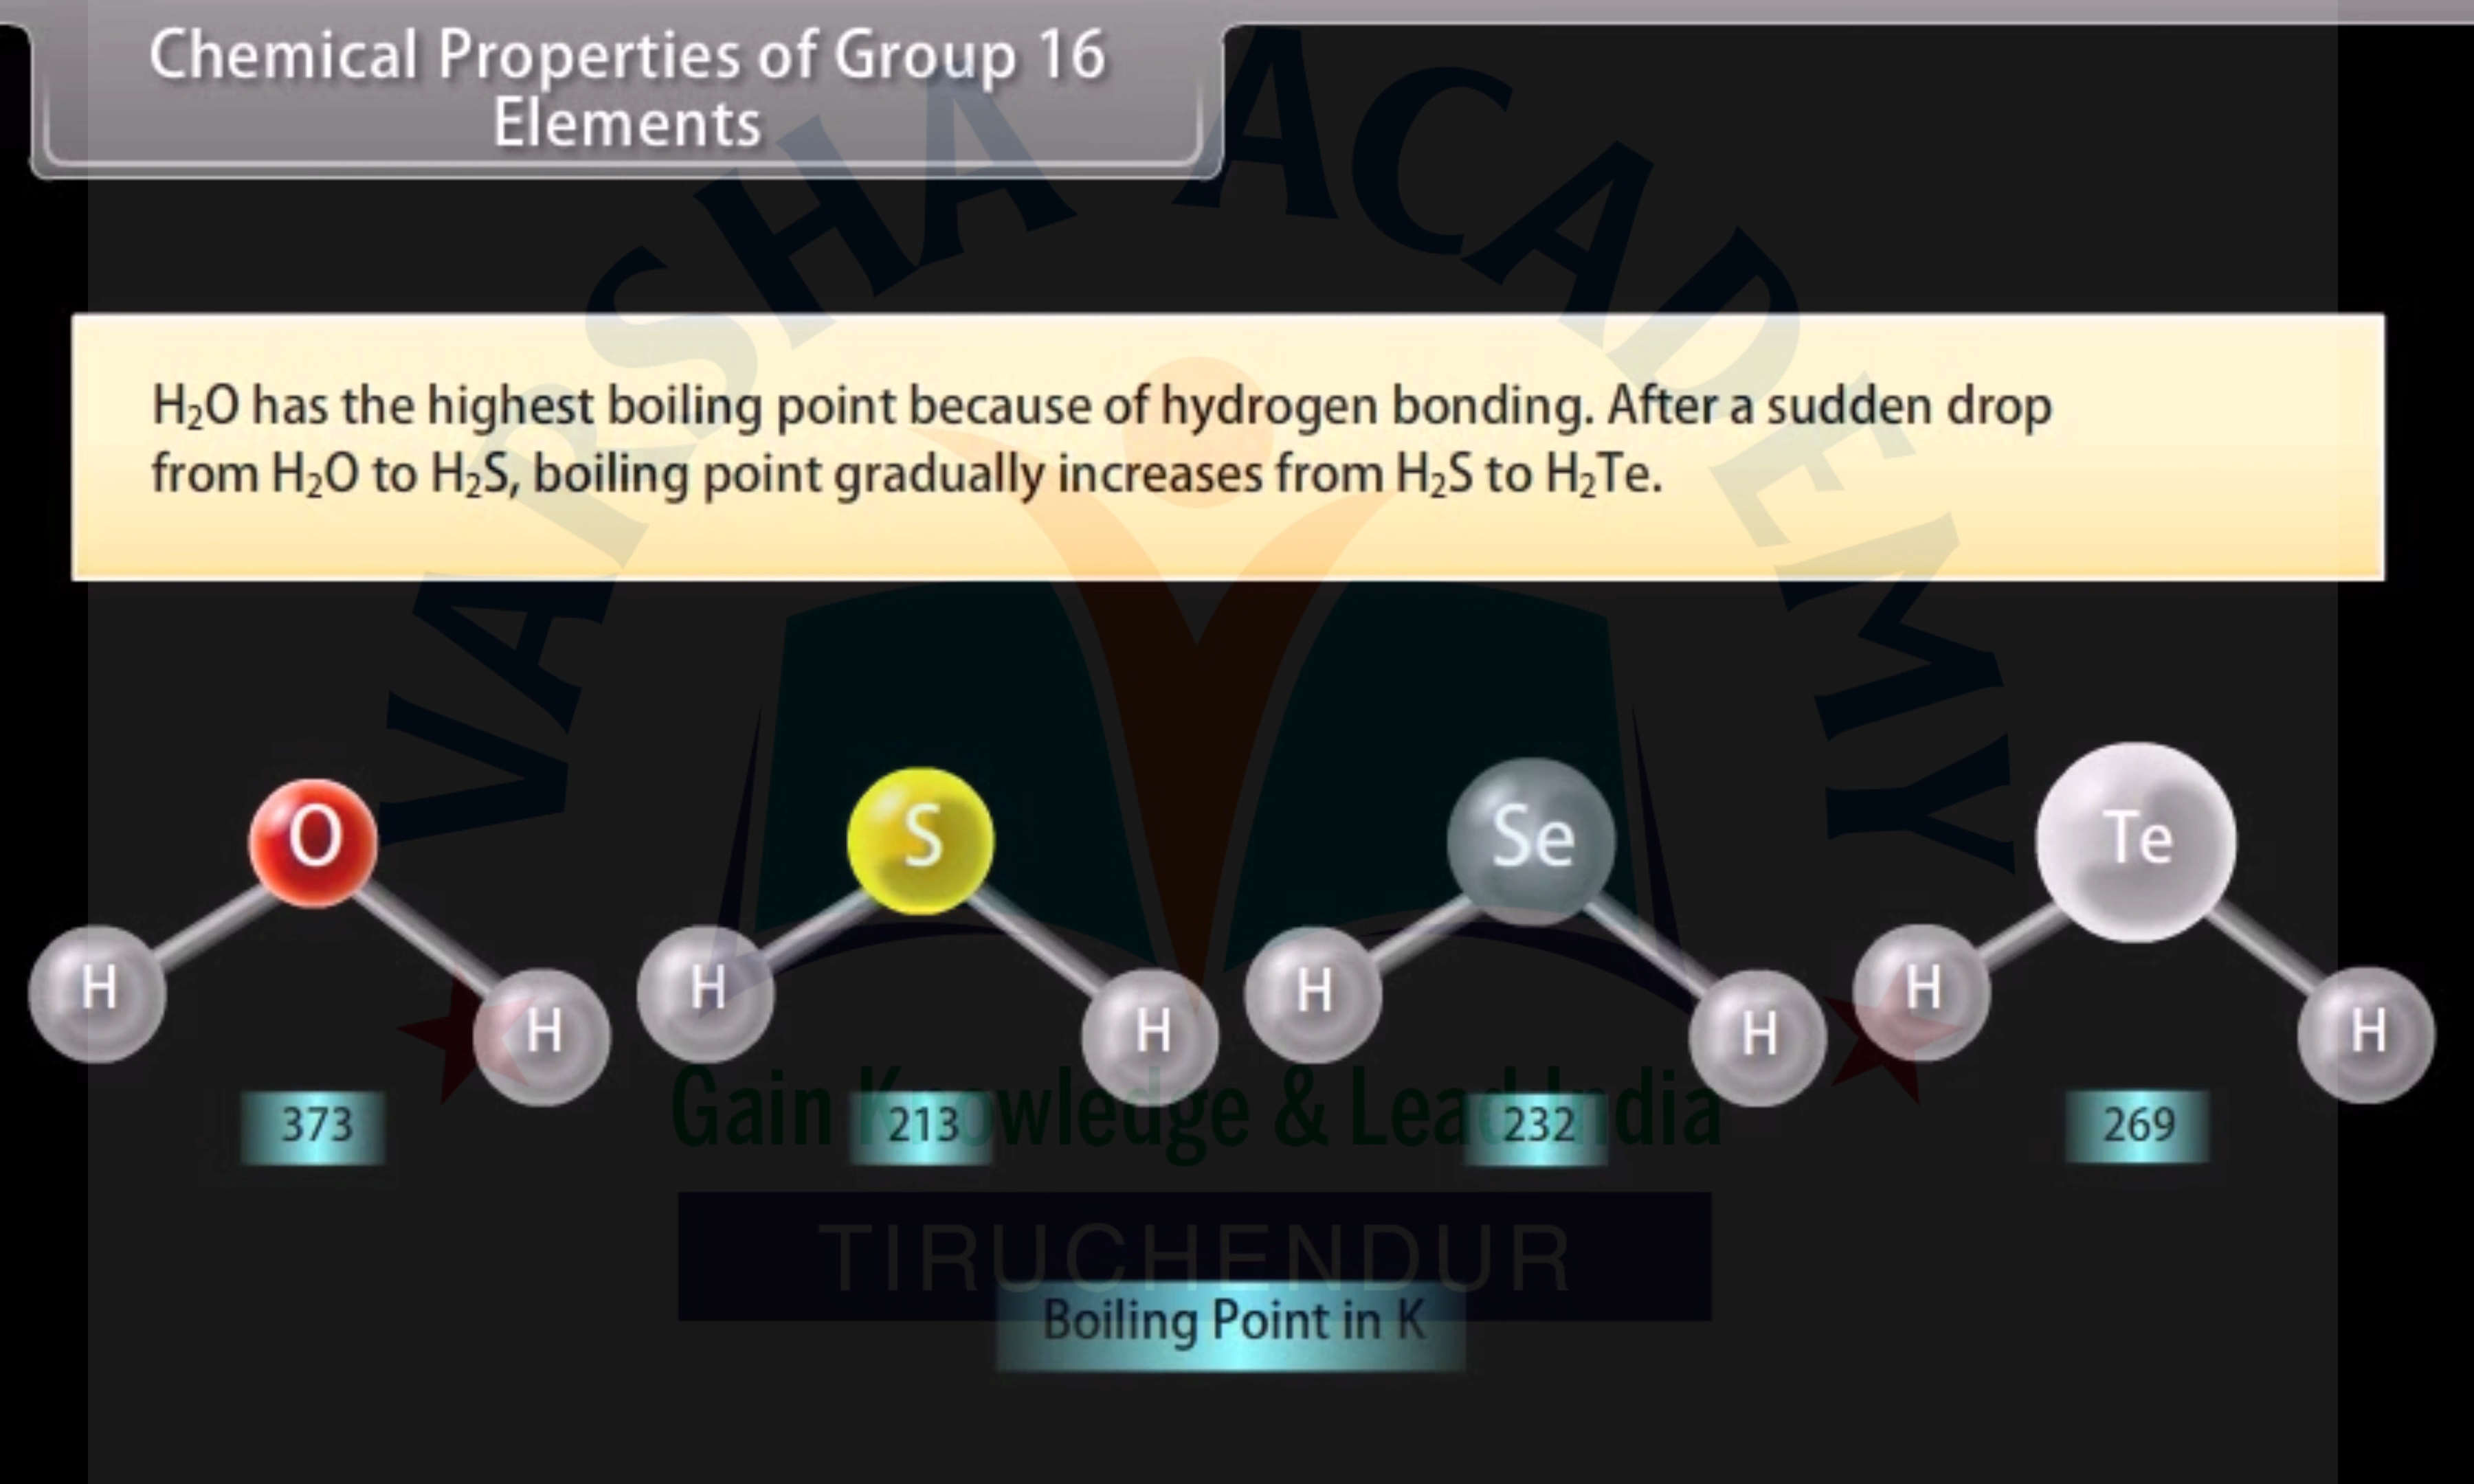 Chemical Properties of Group 16
Elements
VARSHA ACADEMY
H₂O has the highest boiling point because of hydrogen bonding. After a sudden drop
from H₂O to H₂S, boiling point gradually increases from H₂S to H₂Te.
O
S
Se
Te
H
H
H
H
H
H
H
H
373
213
232
269
Gain Knowledge & Lead India
TIRUCHENDUR
Boiling Point in K